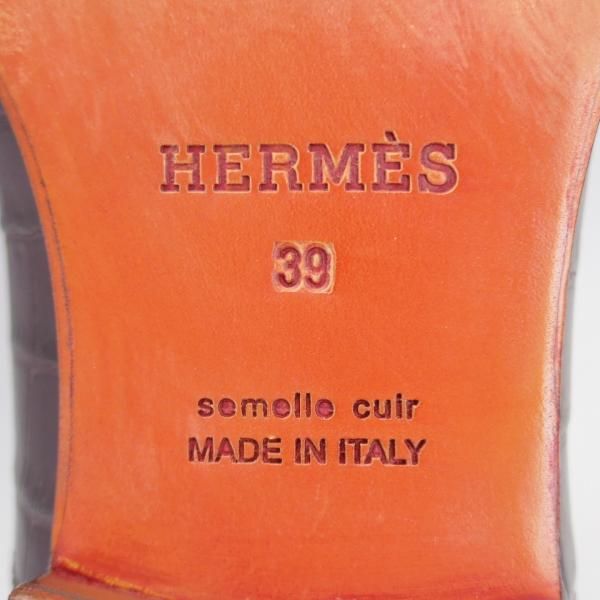 HERMÈS
39
semelle cuir
MADE IN ITALY